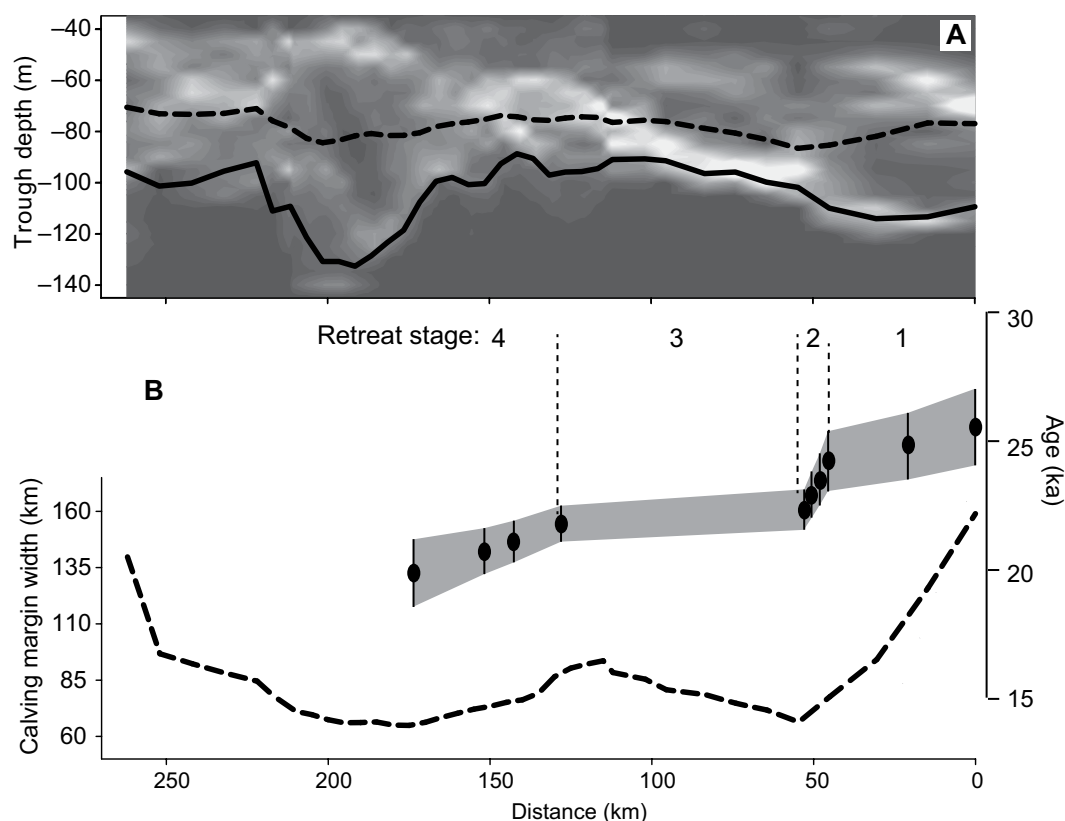 A
Trough depth (m)
–40
–60
–80
–100
–120
–140
Retreat stage: 4 3 2 1
B
Calving margin width (km)
160
135
110
85
60
30
25
20
15
Age (ka)
250 200 150 100 50 0
Distance (km)